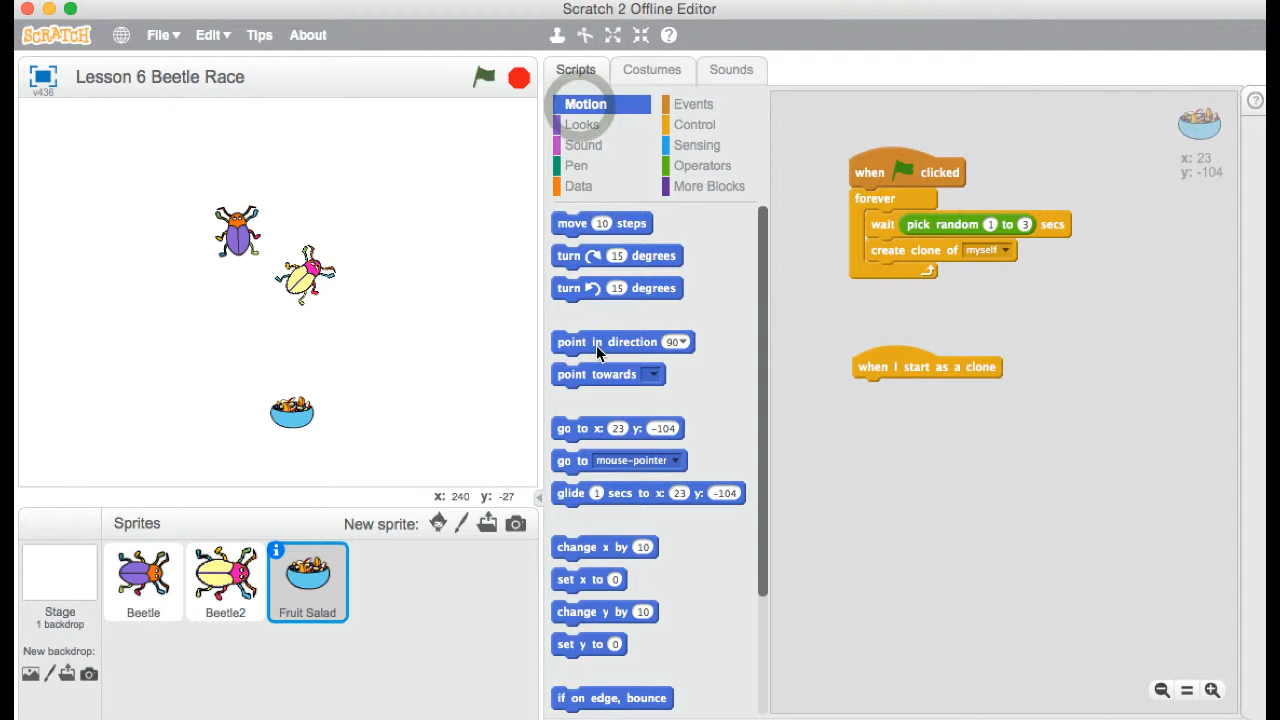 Scratch 2 Offline Editor
SCRATCH File Edit Tips About
v436 Lesson 6 Beetle Race
Scripts Costumes Sounds
Motion Events
Looks Control
Sound Sensing
Pen Operators
Data More Blocks
move 10 steps
turn 15 degrees
turn 15 degrees
point in direction 90
point towards
go to x: 23 y: -104
go to mouse-pointer
glide 1 secs to x: 23 y: -104
change x by 10
set x to 0
change y by 10
set y to 0
if on edge, bounce
when clicked
forever
wait pick random 1 to 3 secs
create clone of myself
when I start as a clone
x: 23
y: -104
x: 240 y: -27
Sprites New sprite:
Stage
1 backdrop
New backdrop:
Beetle
Beetle2
Fruit Salad